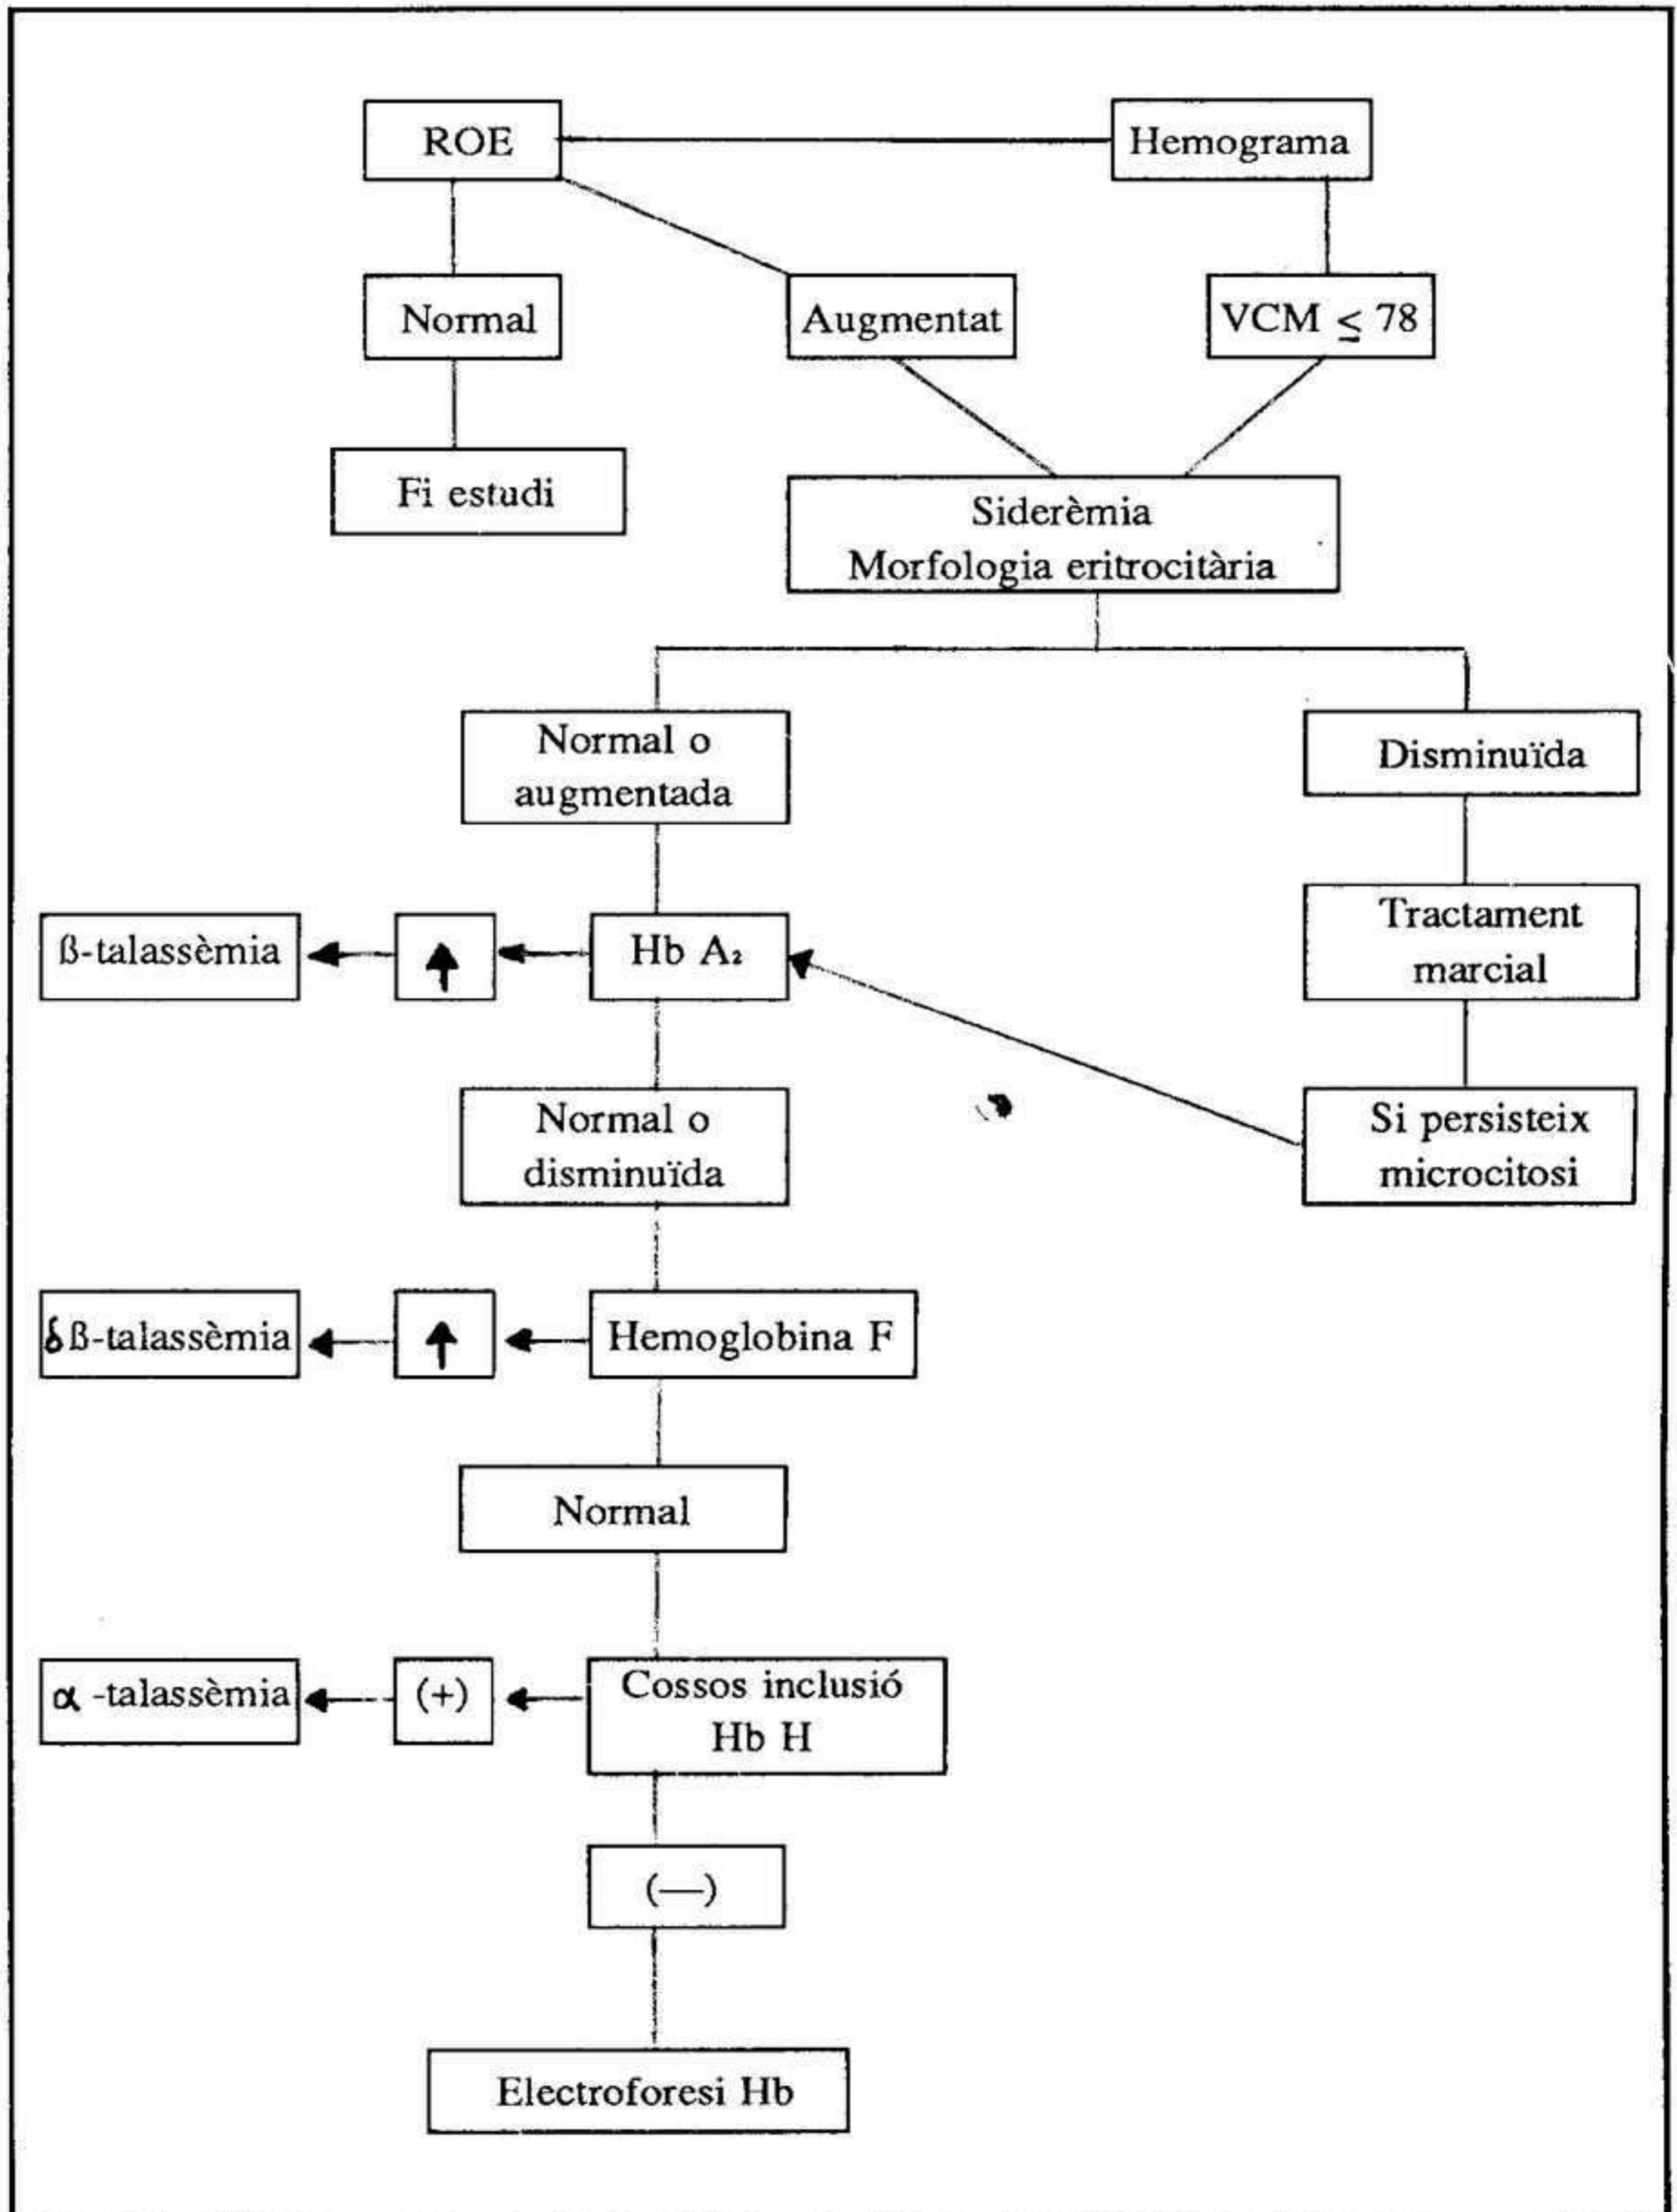 ROE
Hemograma
Normal
Augmentat
VCM ≤ 78
Fi estudi
Siderèmia
Morfologia eritrocitària
Normal o
augmentada
Disminuïda
Tractament
marcial
ß-talassèmia
↑
Hb A₂
Normal o
disminuïda
Si persisteix
microcitosi
δß-talassèmia
↑
Hemoglobina F
Normal
α -talassèmia
(+)
Cossos inclusió
Hb H
(—)
Electroforesi Hb